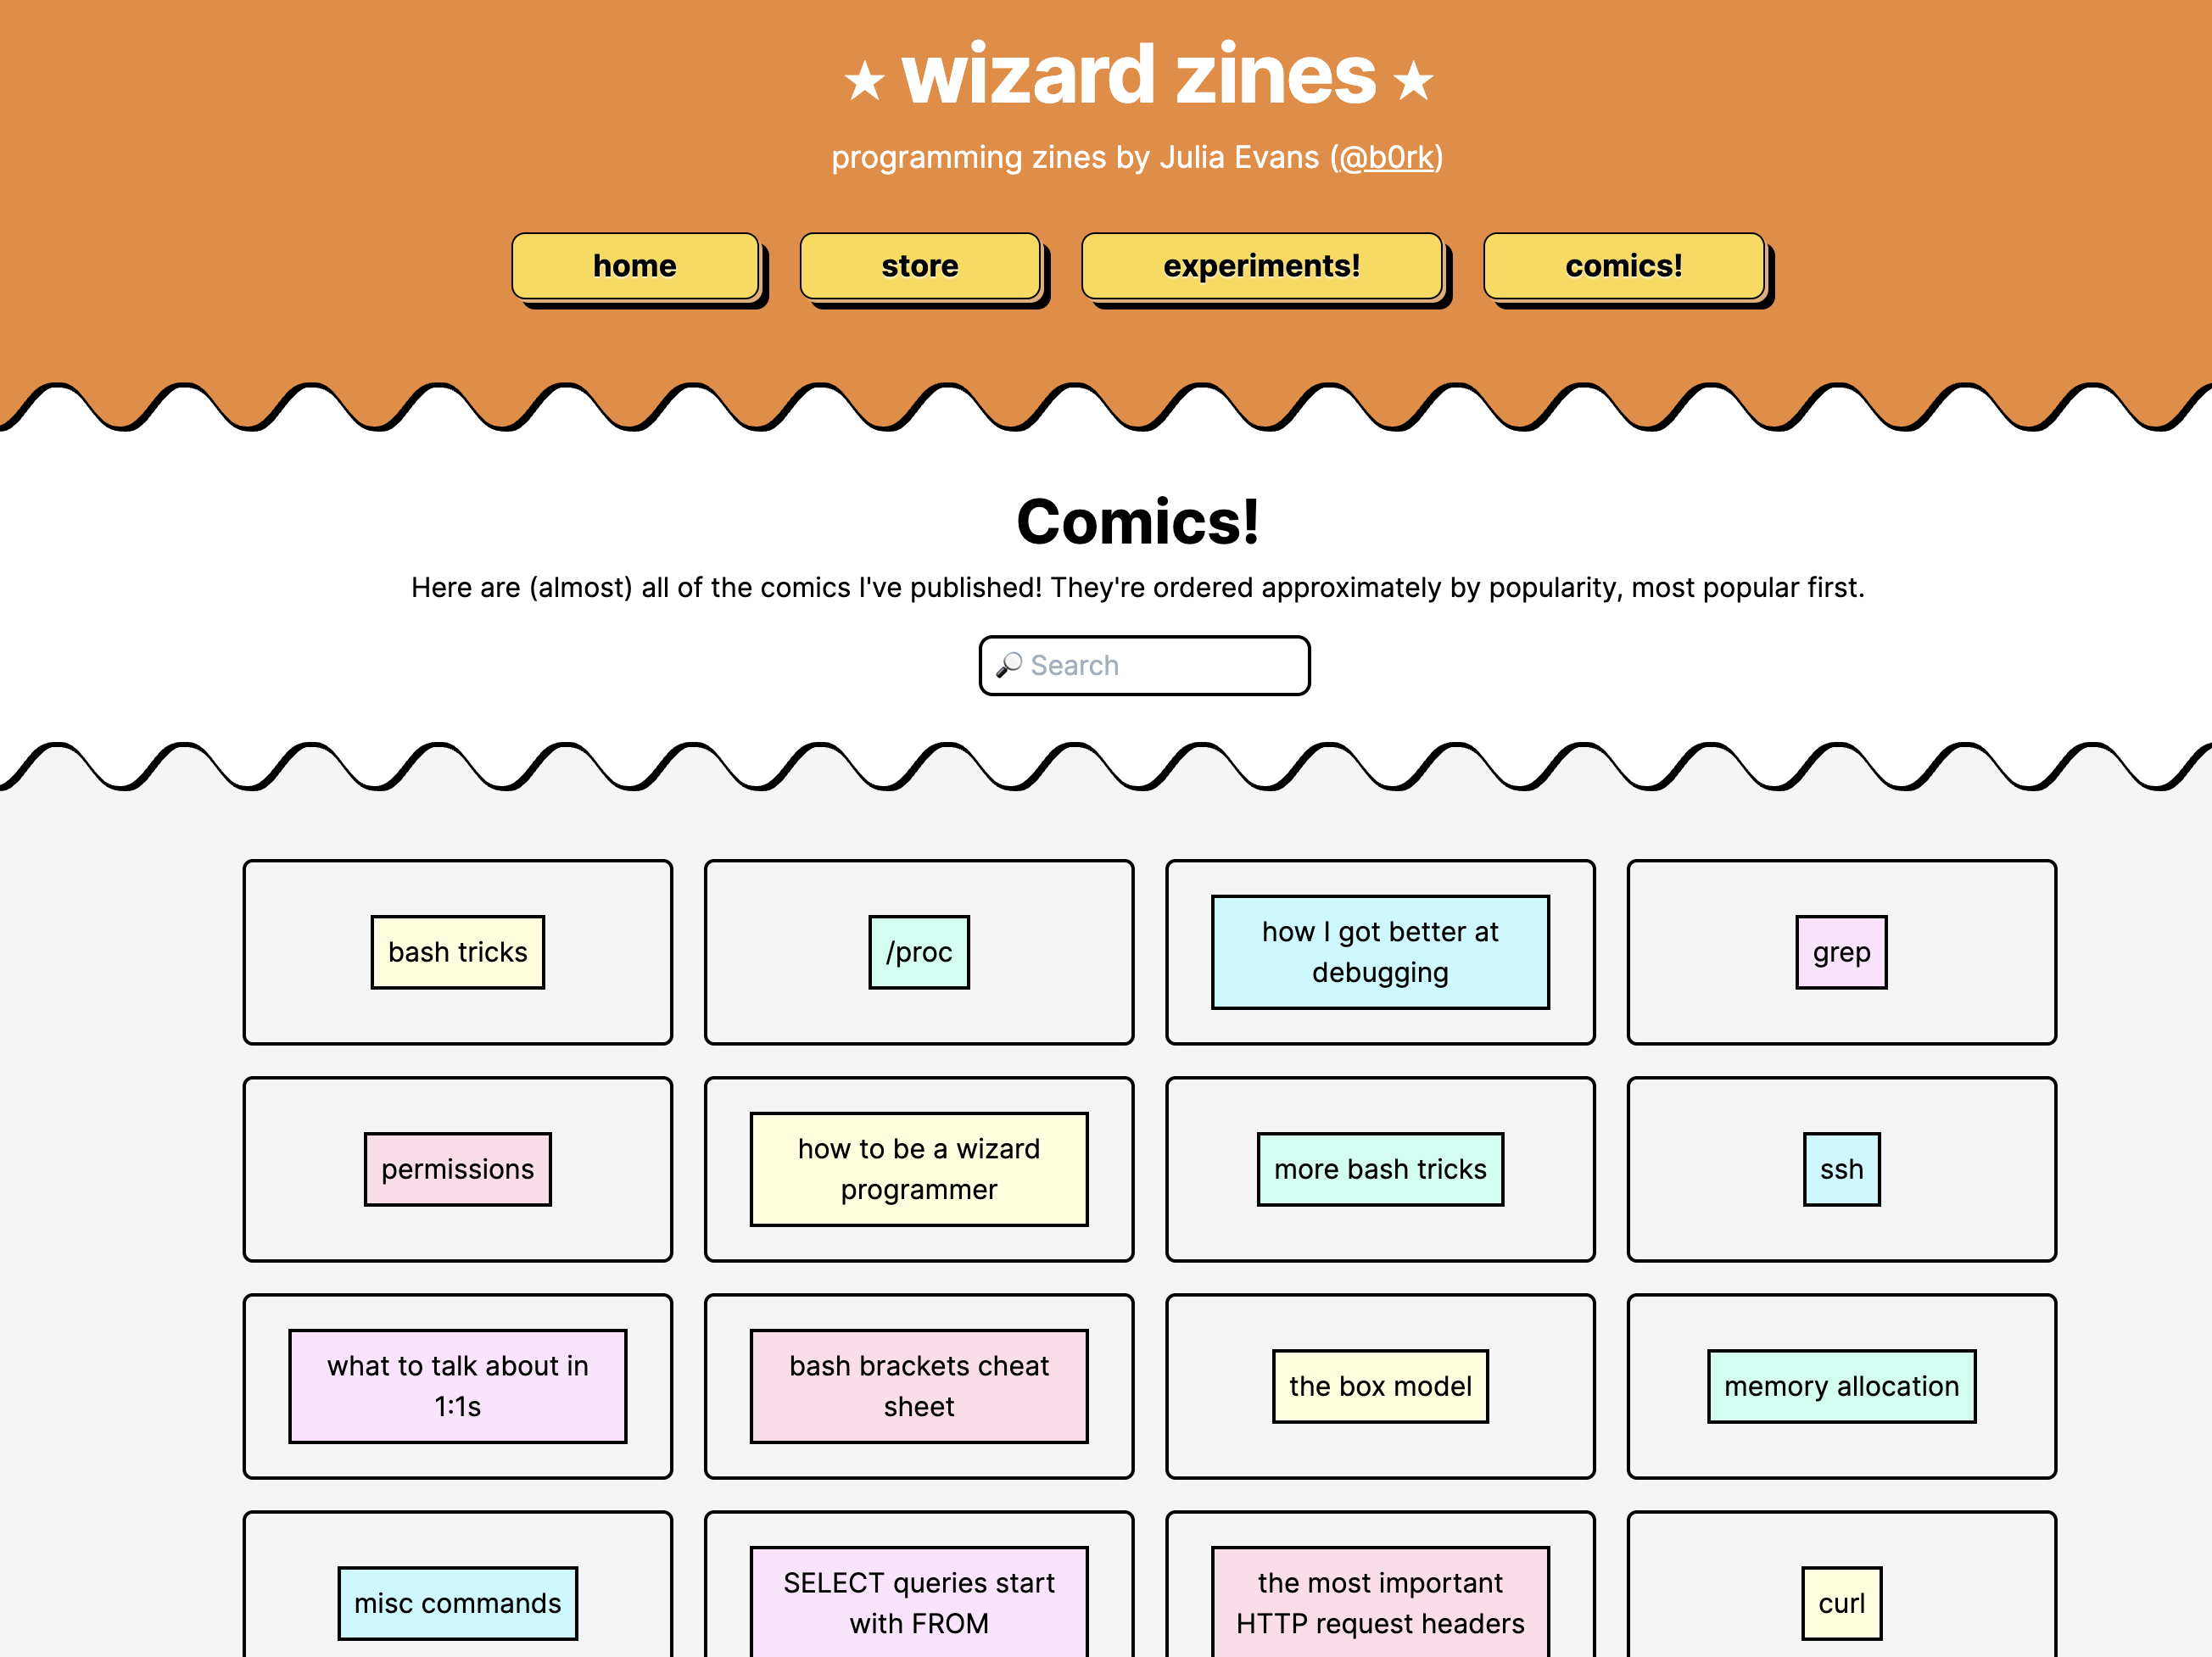 ★ wizard zines ★
programming zines by Julia Evans (@b0rk)
home
store
experiments!
comics!
Comics!
Here are (almost) all of the comics I've published! They're ordered approximately by popularity, most popular first.
🔎 Search
bash tricks
/proc
how I got better at
debugging
grep
permissions
how to be a wizard
programmer
more bash tricks
ssh
what to talk about in
1:1s
bash brackets cheat
sheet
the box model
memory allocation
misc commands
SELECT queries start
with FROM
the most important
HTTP request headers
curl